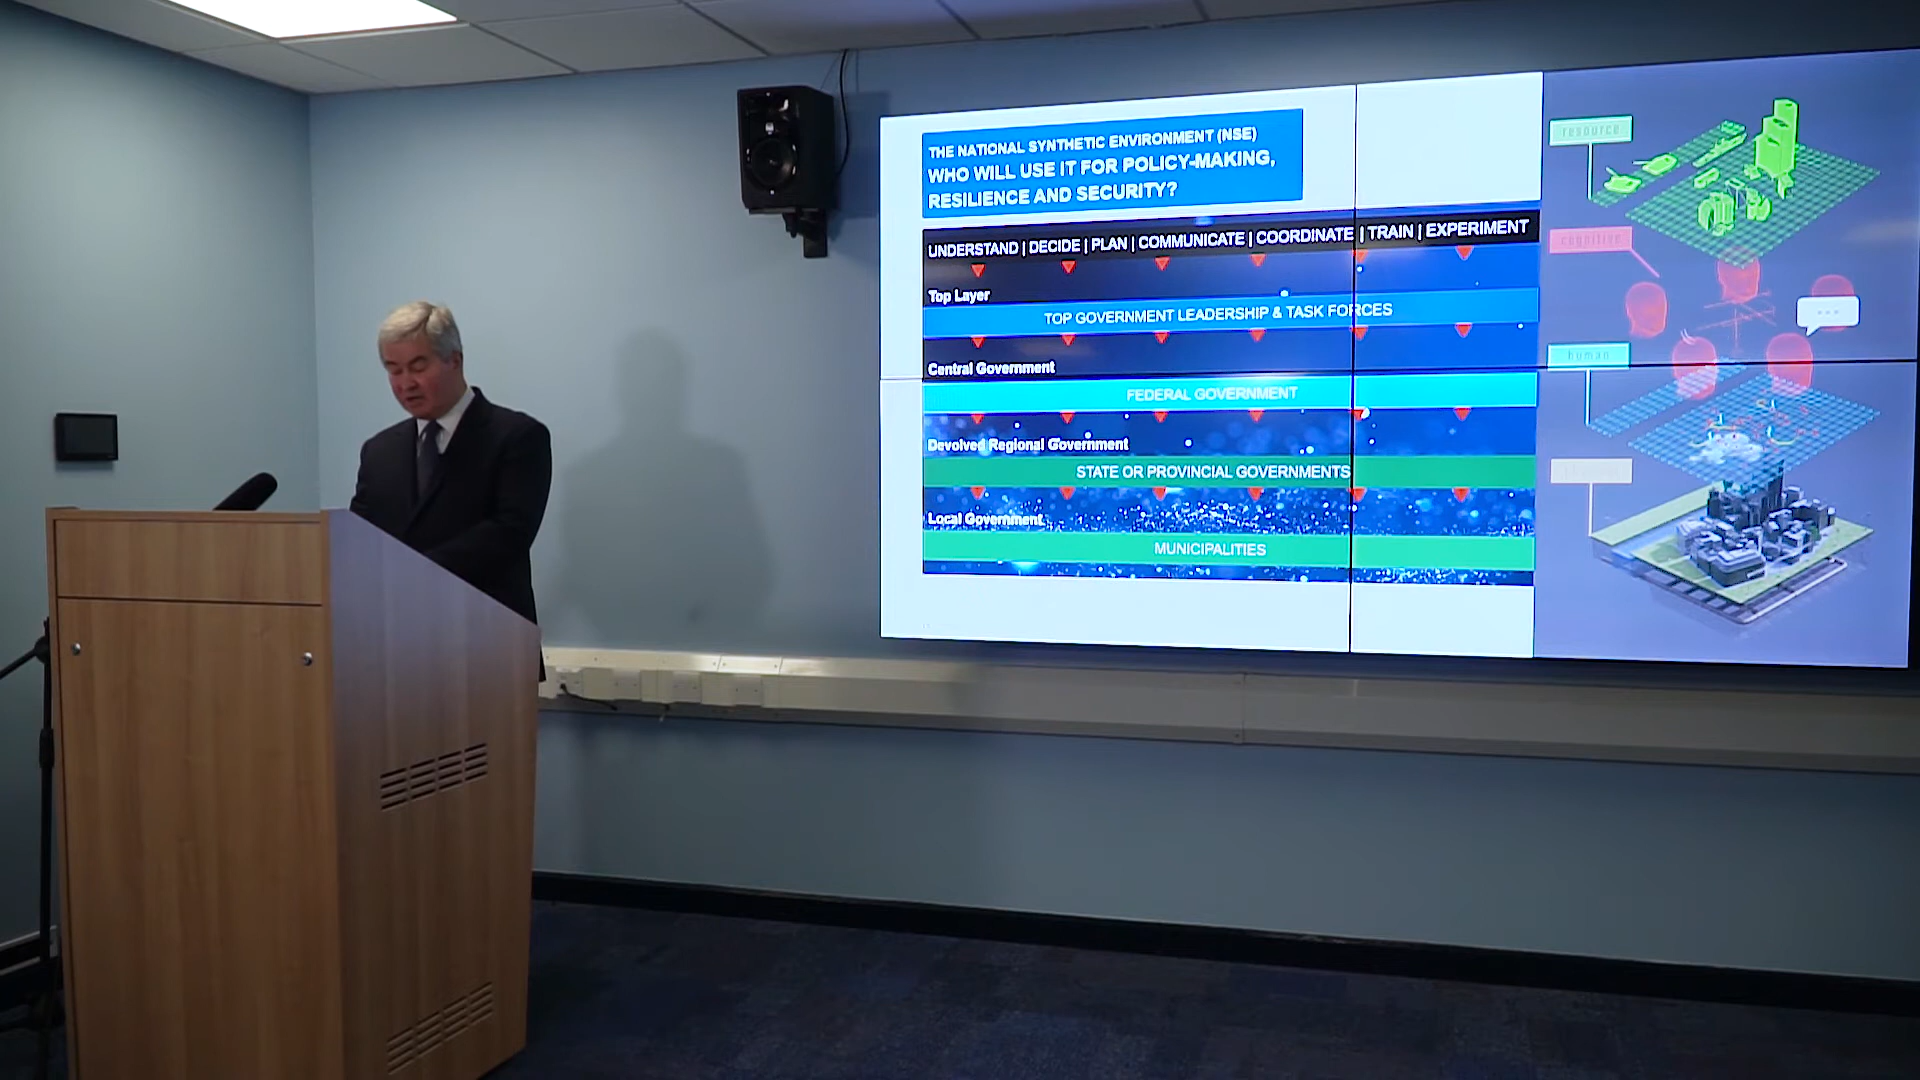 THE NATIONAL SYNTHETIC ENVIRONMENT (NSE)
WHO WILL USE IT FOR POLICY-MAKING,
RESILIENCE AND SECURITY?
UNDERSTAND | DECIDE | PLAN | COMMUNICATE | COORDINATE | TRAIN | EXPERIMENT
Top Layer
TOP GOVERNMENT LEADERSHIP & TASK FORCES
Central Government
FEDERAL GOVERNMENT
Devolved Regional Government
STATE OR PROVINCIAL GOVERNMENTS
Local Government
MUNICIPALITIES
resource
cognitive
human